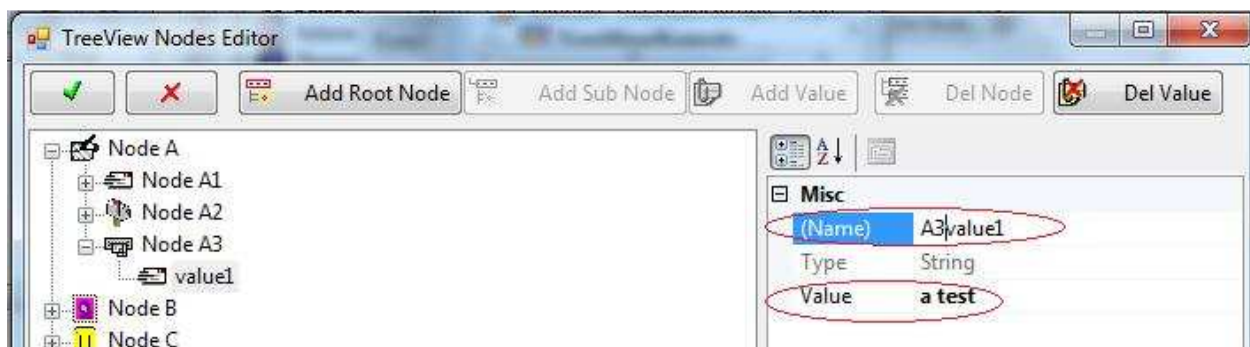 TreeView Nodes Editor
Add Root Node Add Sub Node Add Value Del Node Del Value
Node A
Node A1
Node A2
Node A3
value1
Node B
Node C
A Z
Misc
(Name) A3value1
Type String
Value a test